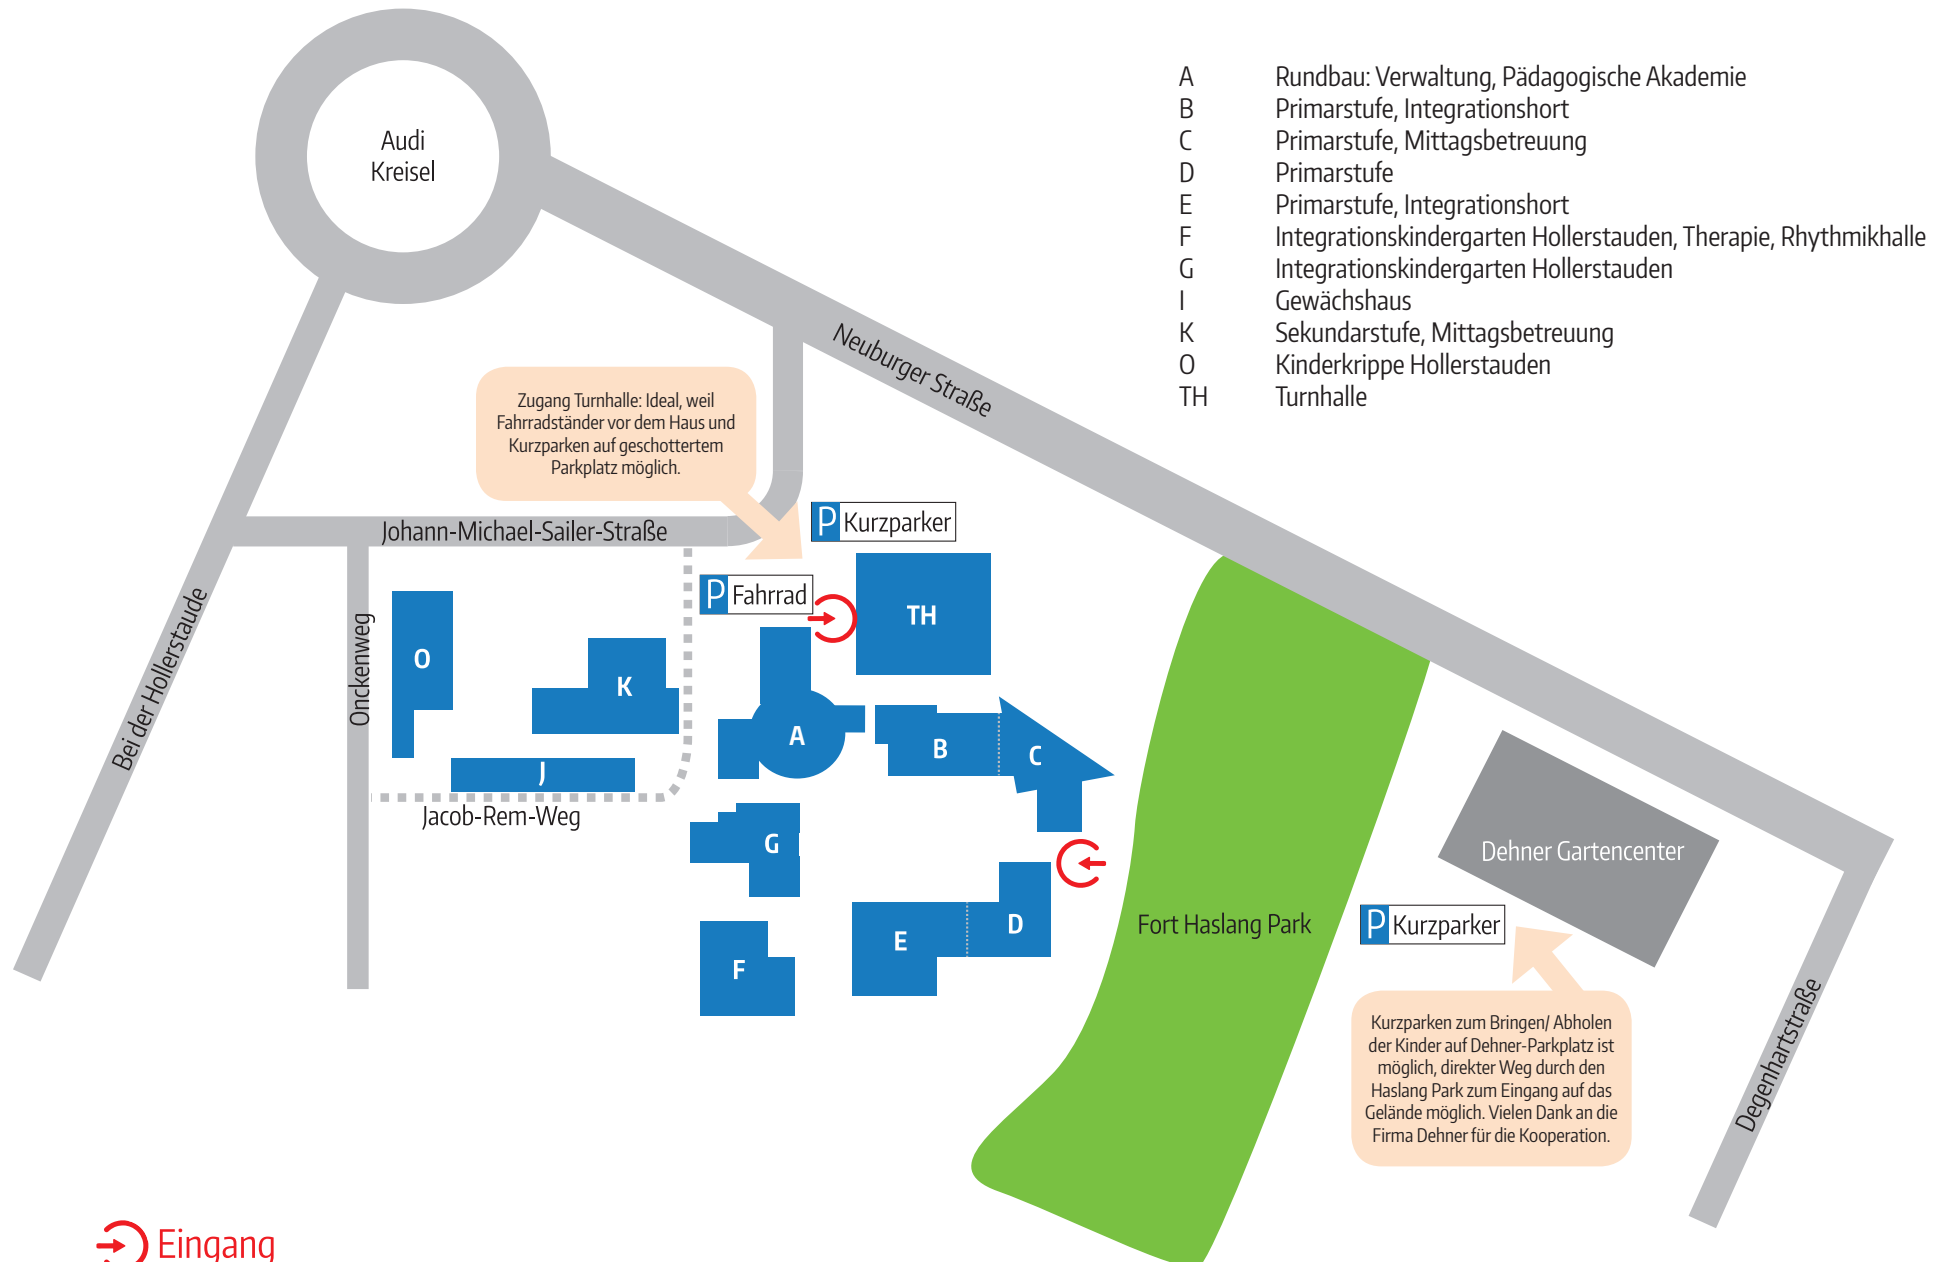 Audi
Kreisel
A Rundbau: Verwaltung, Pädagogische Akademie
B Primarstufe, Integrationshort
C Primarstufe, Mittagsbetreuung
D Primarstufe
E Primarstufe, Integrationshort
F Integrationskindergarten Hollerstauden, Therapie, Rhythmikhalle
G Integrationskindergarten Hollerstauden
I Gewächshaus
K Sekundarstufe, Mittagsbetreuung
O Kinderkrippe Hollerstauden
TH Turnhalle
Neuburger Straße
Zugang Turnhalle: Ideal, weil
Fahrradständer vor dem Haus und
Kurzparken auf geschottertem
Parkplatz möglich.
P Kurzparker
Johann-Michael-Sailer-Straße
P Fahrrad
TH
Bei der Hollerstaude
Onckenweg
O
K
A
B
C
J
Jacob-Rem-Weg
G
Dehner Gartencenter
E
D
F
Fort Haslang Park
P Kurzparker
Kurzparken zum Bringen/ Abholen
der Kinder auf Dehner-Parkplatz ist
möglich, direkter Weg durch den
Haslang Park zum Eingang auf das
Gelände möglich. Vielen Dank an die
Firma Dehner für die Kooperation.
Degenhartstraße
Eingang